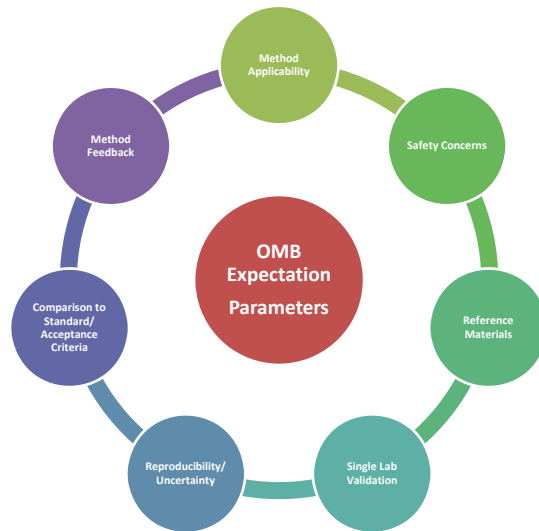 Method
Applicability
Safety Concerns
Reference
Materials
Single Lab
Validation
Reproducibility/
Uncertainty
Comparison to
Standard/
Acceptance
Criteria
Method
Feedback
OMB
Expectation
Parameters